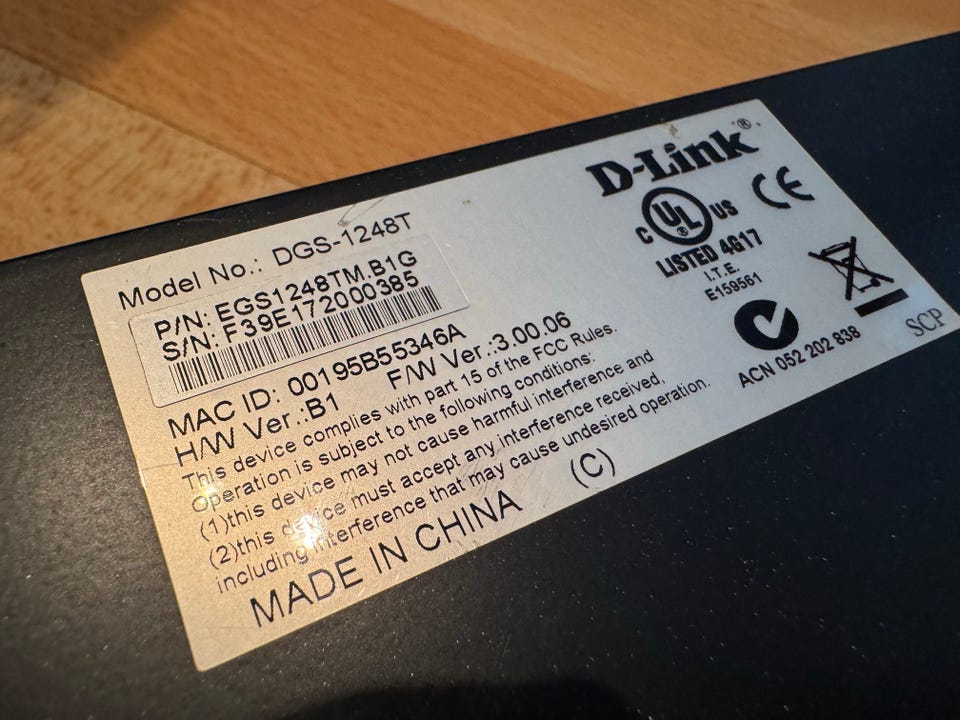 Model No.: DGS-1248T
P/N: EGS1248TM.B1G
S/N: F39E172000385
MAC ID: 00195B55346A
H/W Ver.:B1 F/W Ver.:3.00.06
This device complies with part 15 of the FCC Rules.
Operation is subject to the following conditions:
(1)this device may not cause harmful interference and
(2)this device must accept any interference received,
including interference that may cause undesired operation.
MADE IN CHINA (C)
D-Link®
C UL® US
CE
LISTED 4G17
I.T.E.
E159561
ACN 052 202 838
SCP